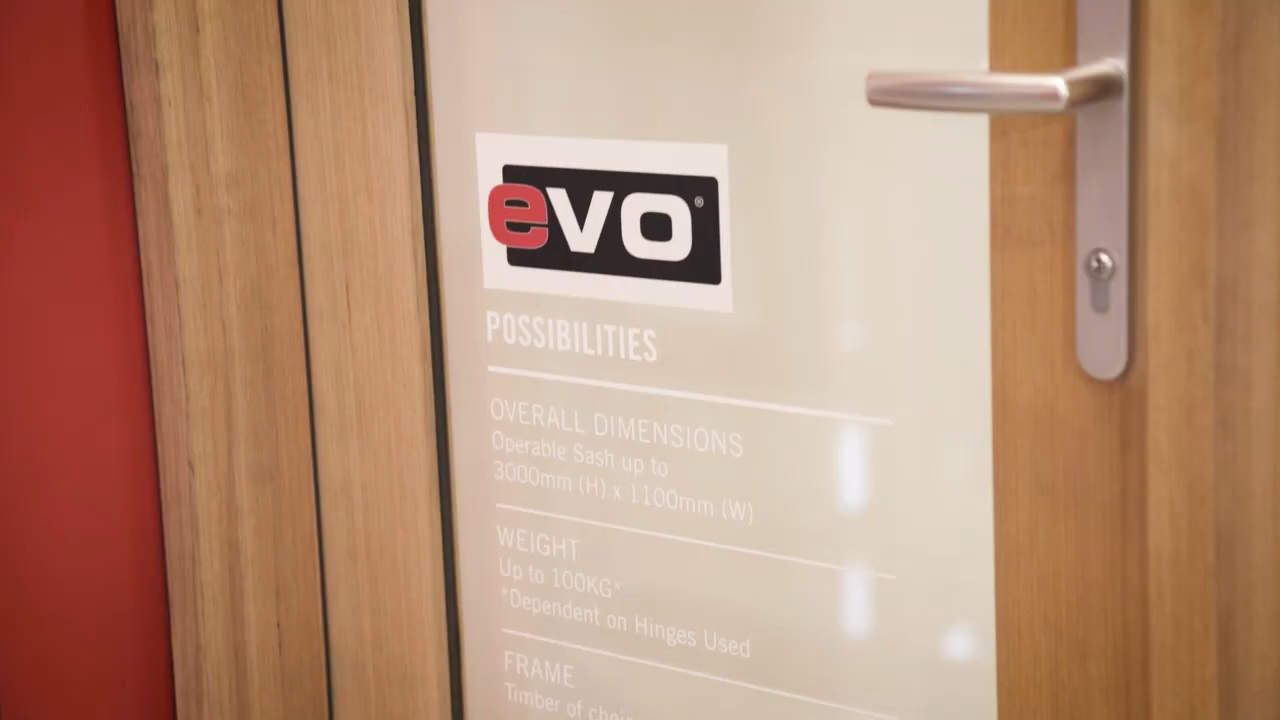 evo®
POSSIBILITIES
OVERALL DIMENSIONS
Operable Sash up to
3000mm (H) x 1100mm (W)
WEIGHT
Up to 100KG*
*Dependent on Hinges Used
FRAME
Timber of